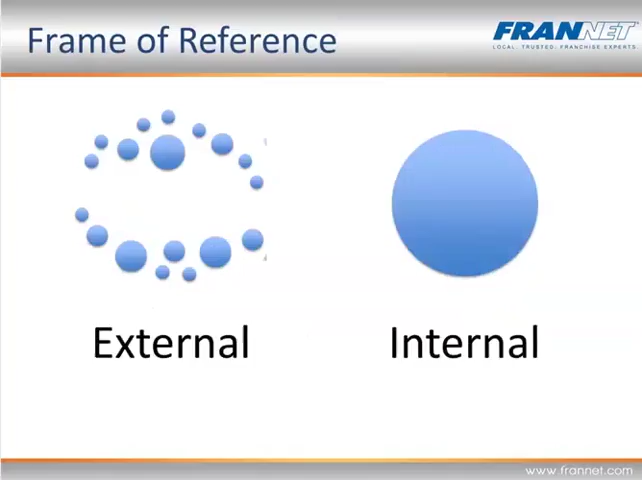 Frame of Reference
FRANNET
LOCAL. TRUSTED. FRANCHISE EXPERTS.
External
Internal
www.frannet.com